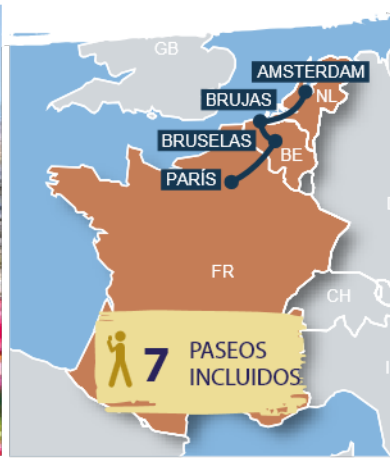 GB
AMSTERDAM
BRUJAS
NL
BRUSELAS
BE
PARÍS
FR
CH
7 PASEOS
INCLUIDOS